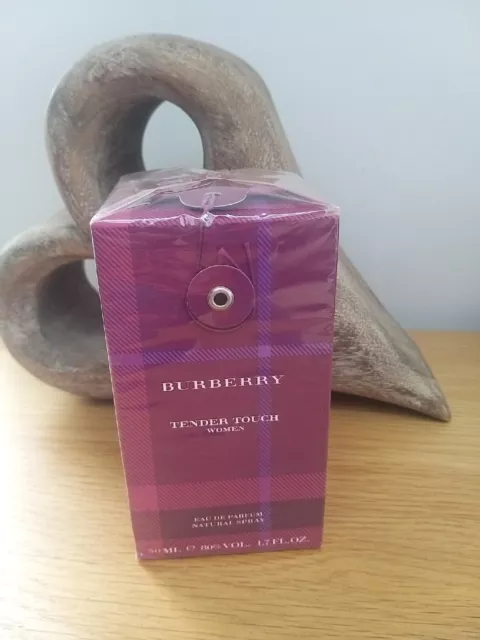 BURBERRY
TENDER TOUCH
WOMEN
EAU DE PARFUM
NATURAL SPRAY
50 ML ℮ 80% VOL. 1.7 FL.OZ.